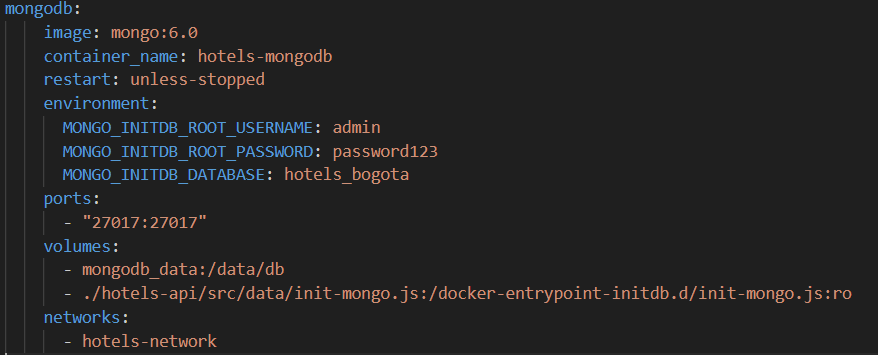 mongodb:
image: mongo:6.0
container_name: hotels-mongodb
restart: unless-stopped
environment:
MONGO_INITDB_ROOT_USERNAME: admin
MONGO_INITDB_ROOT_PASSWORD: password123
MONGO_INITDB_DATABASE: hotels_bogota
ports:
- "27017:27017"
volumes:
- mongodb_data:/data/db
- ./hotels-api/src/data/init-mongo.js:/docker-entrypoint-initdb.d/init-mongo.js:ro
networks:
- hotels-network